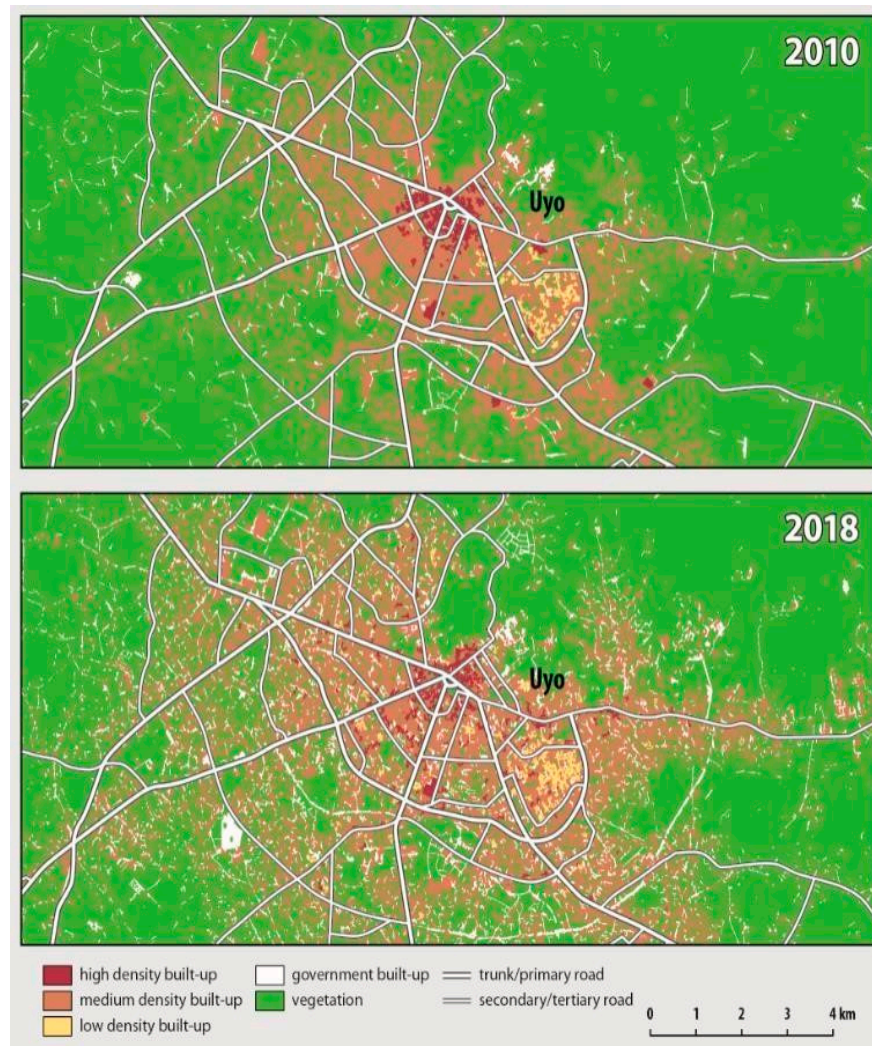 2010
Uyo
2018
Uyo
high density built-up
medium density built-up
low density built-up
government built-up
vegetation
trunk/primary road
secondary/tertiary road
0 1 2 3 4 km